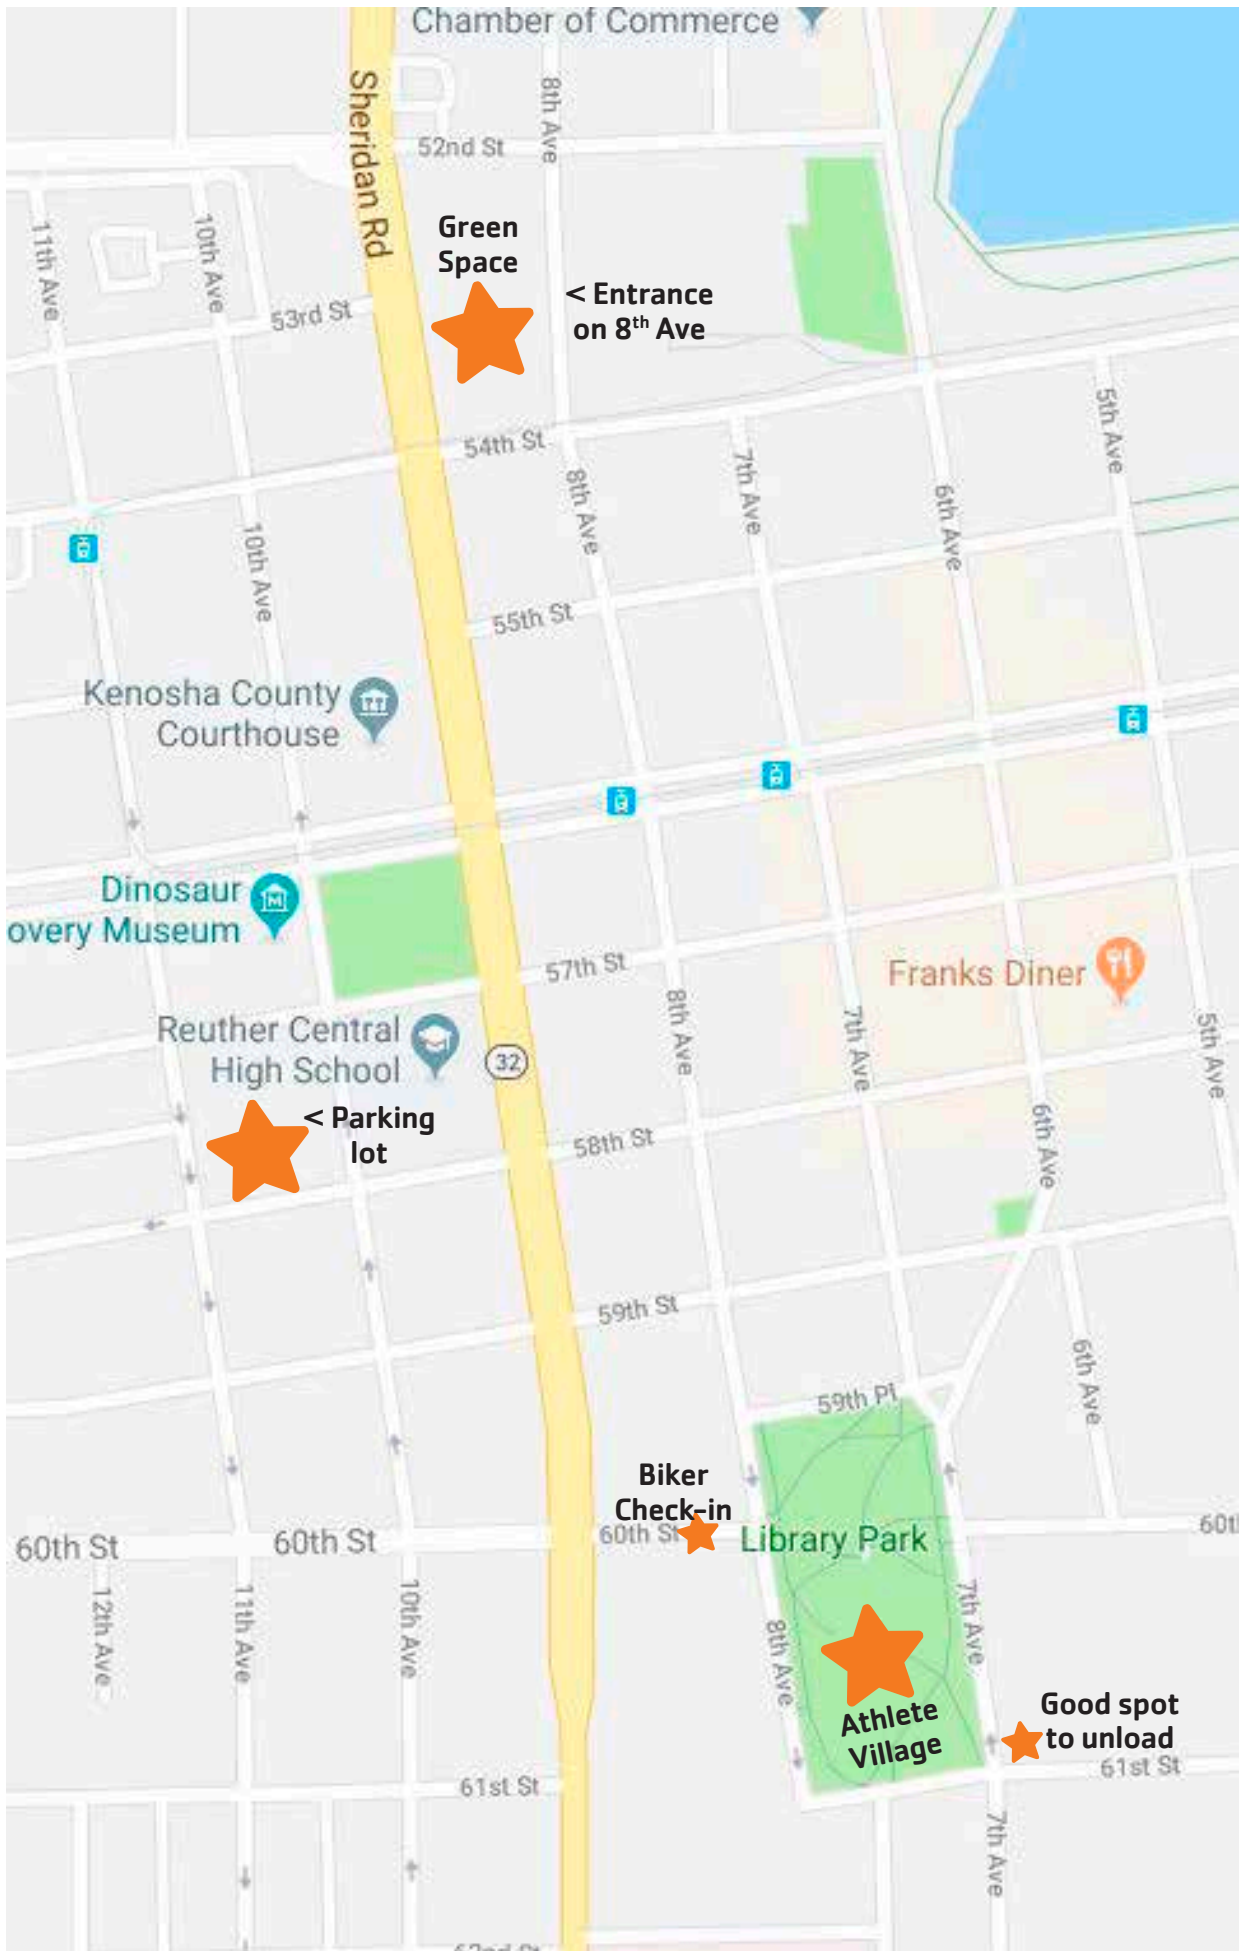 Chamber of Commerce
Sheridan Rd
8th Ave
52nd St
11th Ave
10th Ave
Green
Space
< Entrance
on 8th Ave
53rd St
54th St
5th Ave
8th Ave
7th Ave
6th Ave
10th Ave
55th St
Kenosha County
Courthouse
Dinosaur
overy Museum
57th St
Franks Diner
8th Ave
7th Ave
5th Ave
Reuther Central
High School
32
< Parking
lot
58th St
6th Ave
59th St
6th Ave
59th Pl
Biker
Check-in
60th St
60th St
60th St
Library Park
60t
12th Ave
11th Ave
10th Ave
8th Ave
7th Ave
Athlete
Village
Good spot
to unload
61st St
61st St
7th Ave
62nd St